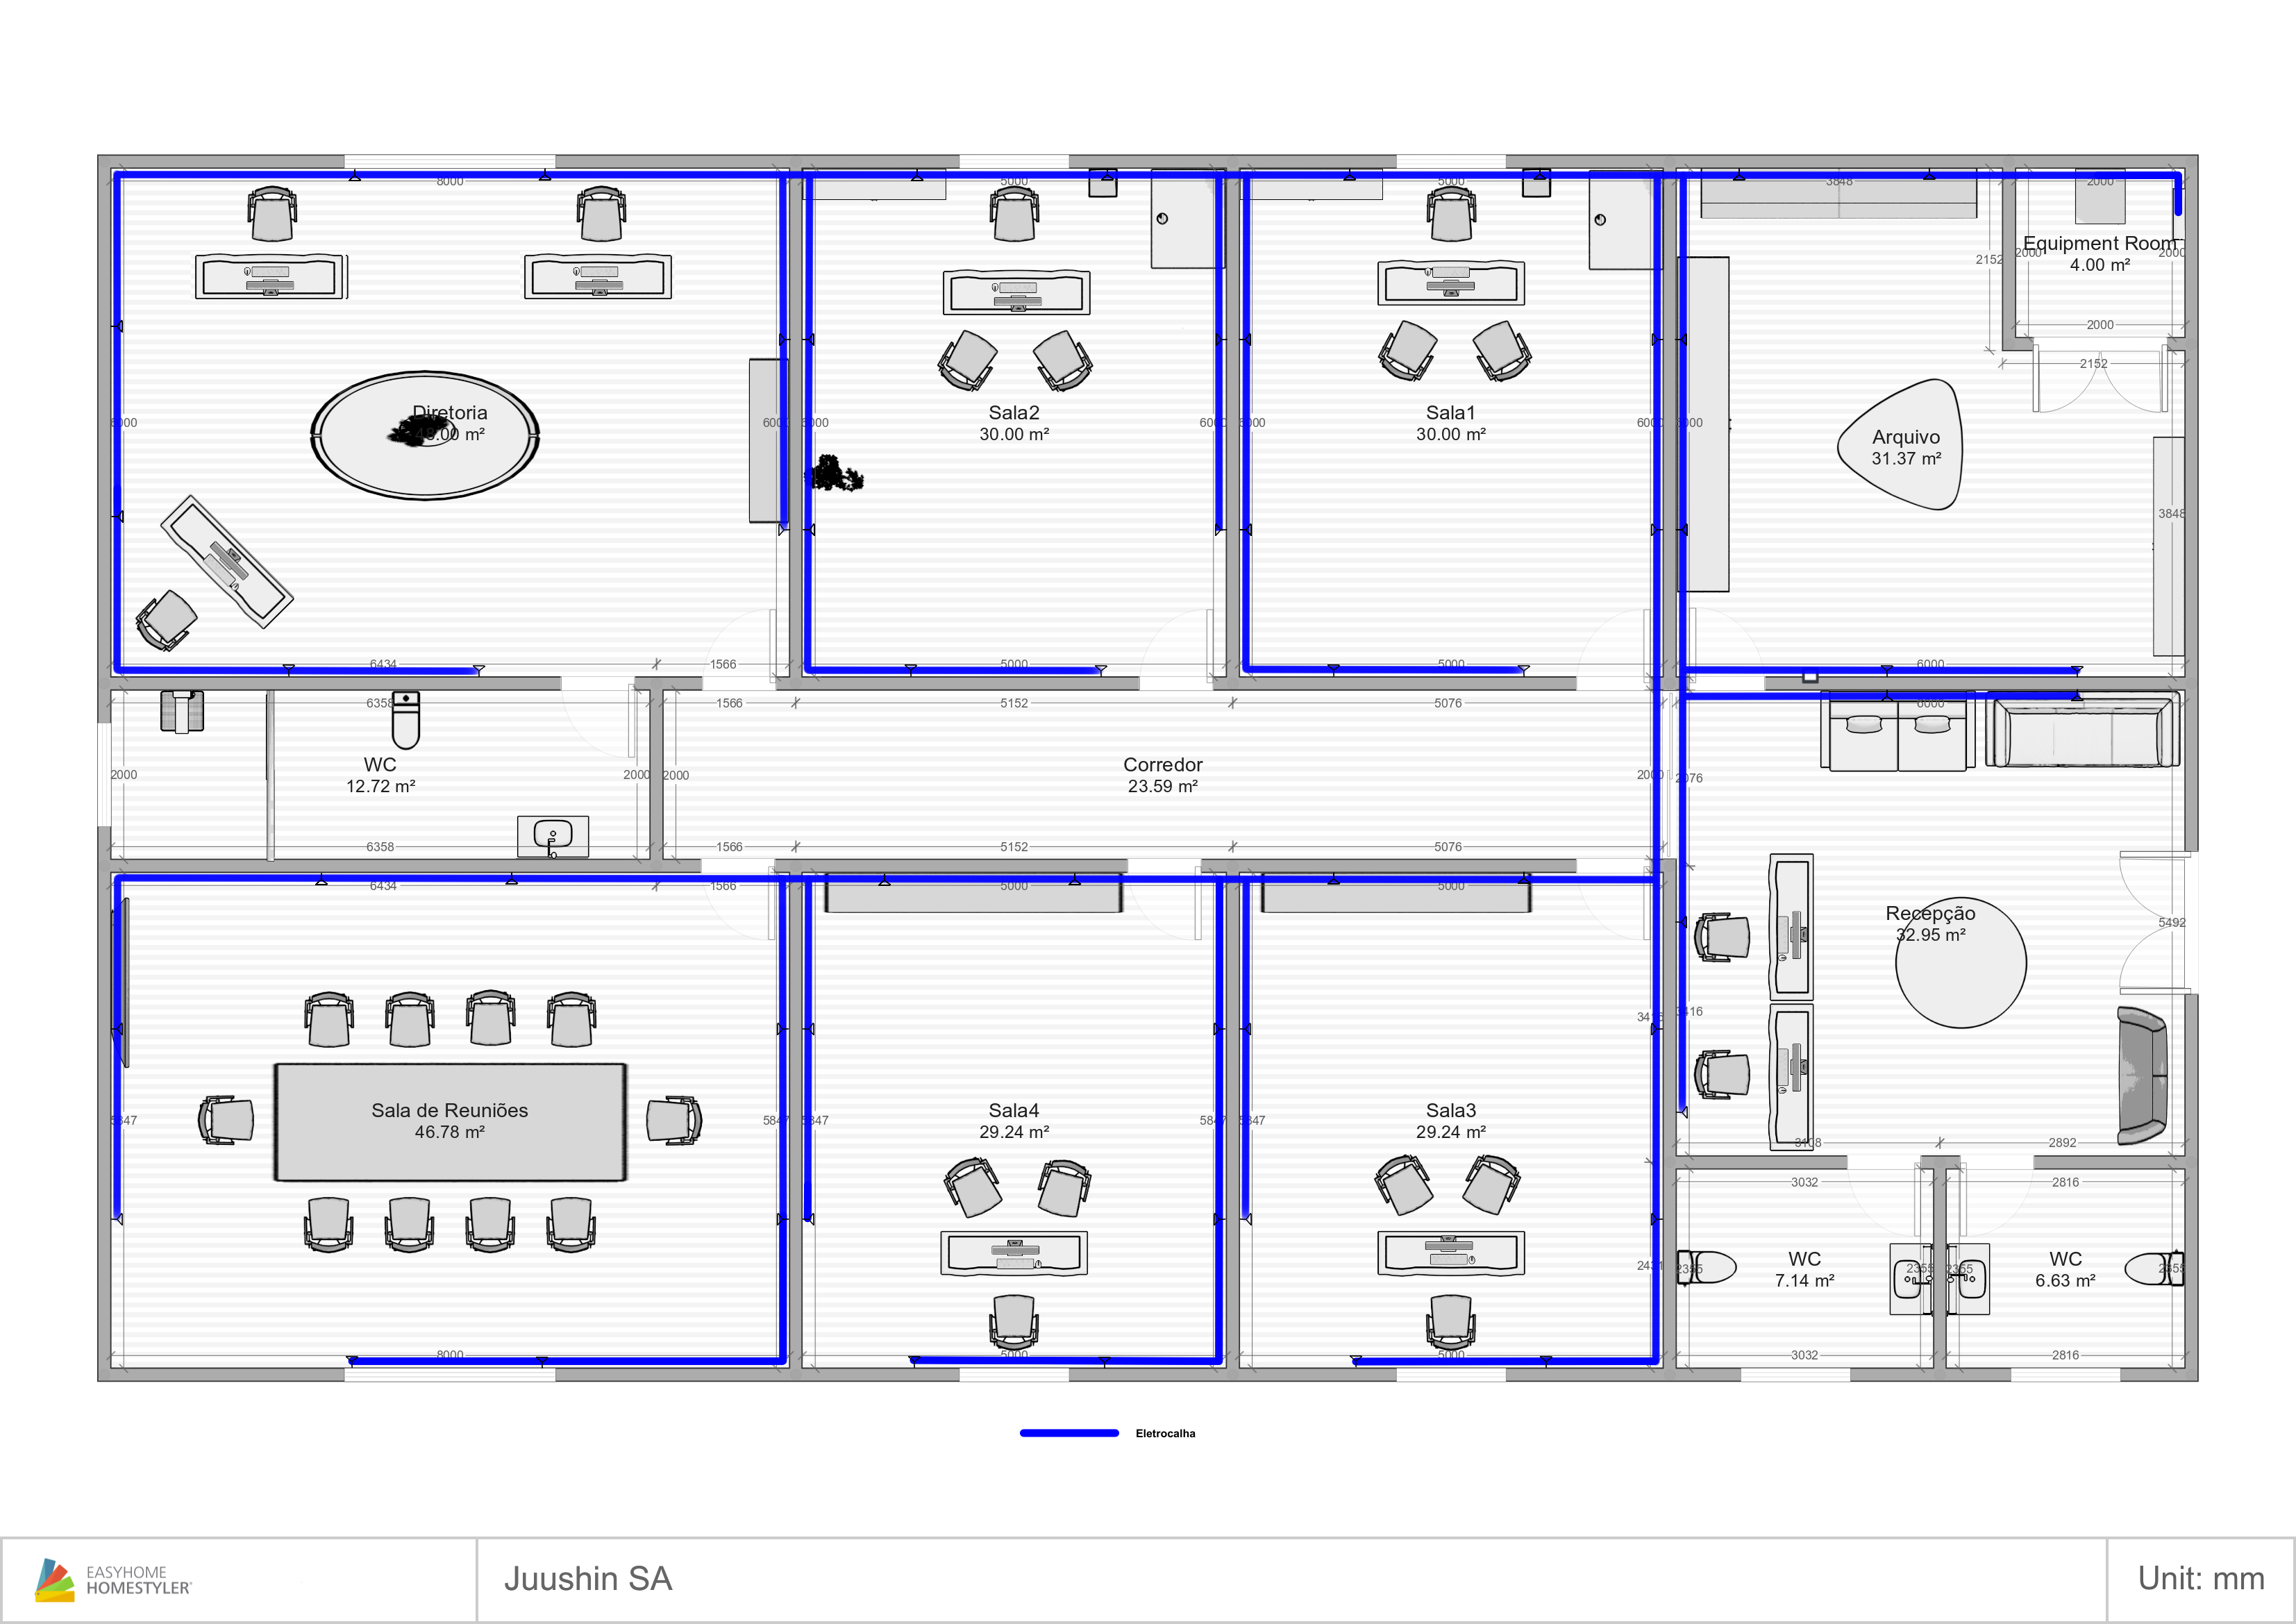 8000
5000
5000
3848
2000
Equipment Room
4.00 m²
2152
2000
2000
2000
2152
Diretoria
48.00 m²
Sala2
30.00 m²
Sala1
30.00 m²
Arquivo
31.37 m²
6000
6000
6000
6000
3848
6434
1566
5000
5000
6000
6358
1566
5152
5076
6000
WC
12.72 m²
Corredor
23.59 m²
2000
2000
2000
2000
2076
6358
1566
5152
5076
6434
1566
5000
5000
Recepção
32.95 m²
5492
3416
3416
Sala de Reuniões
46.78 m²
Sala4
29.24 m²
Sala3
29.24 m²
5847
5847
5847
5847
5847
3108
2892
3032
2816
WC
7.14 m²
WC
6.63 m²
2431
2355
2355
2355
2355
8000
5000
5000
3032
2816
Eletrocalha
EASYHOME
HOMESTYLER
Juushin SA
Unit: mm